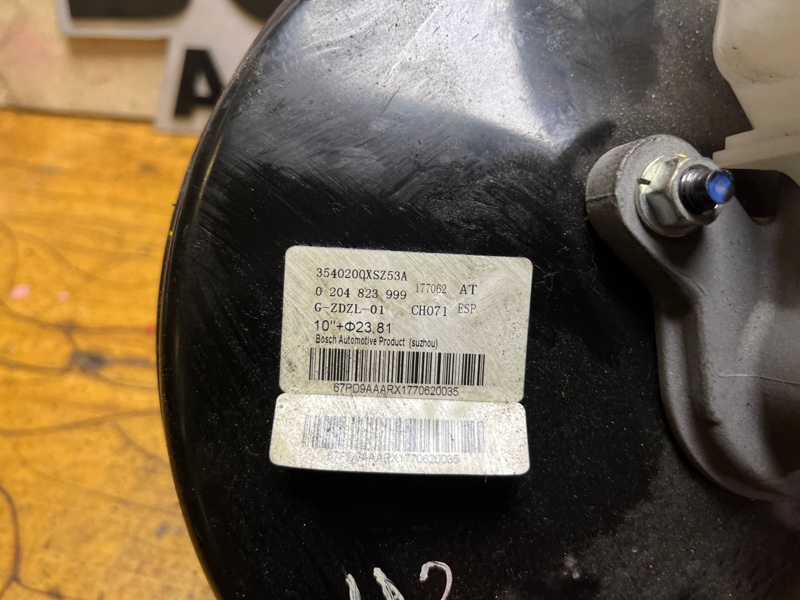 A
3540200XSZ53A
0 204 823 999 177062 AT
G-ZDZL-01 CH071 ESP
10"+Φ23.81
Bosch Automotive Product (suzhou)
67PD9AAARX1770620035
67PD9AAARX1770620035